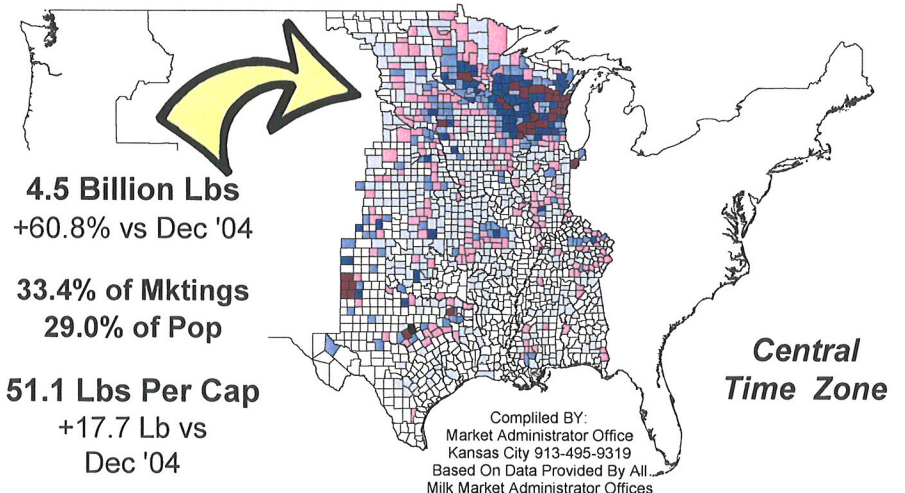 4.5 Billion Lbs
+60.8% vs Dec '04
33.4% of Mktings
29.0% of Pop
51.1 Lbs Per Cap
+17.7 Lb vs
Dec '04
Central
Time Zone
Compliled BY:
Market Administrator Office
Kansas City 913-495-9319
Based On Data Provided By All
Milk Market Administrator Offices